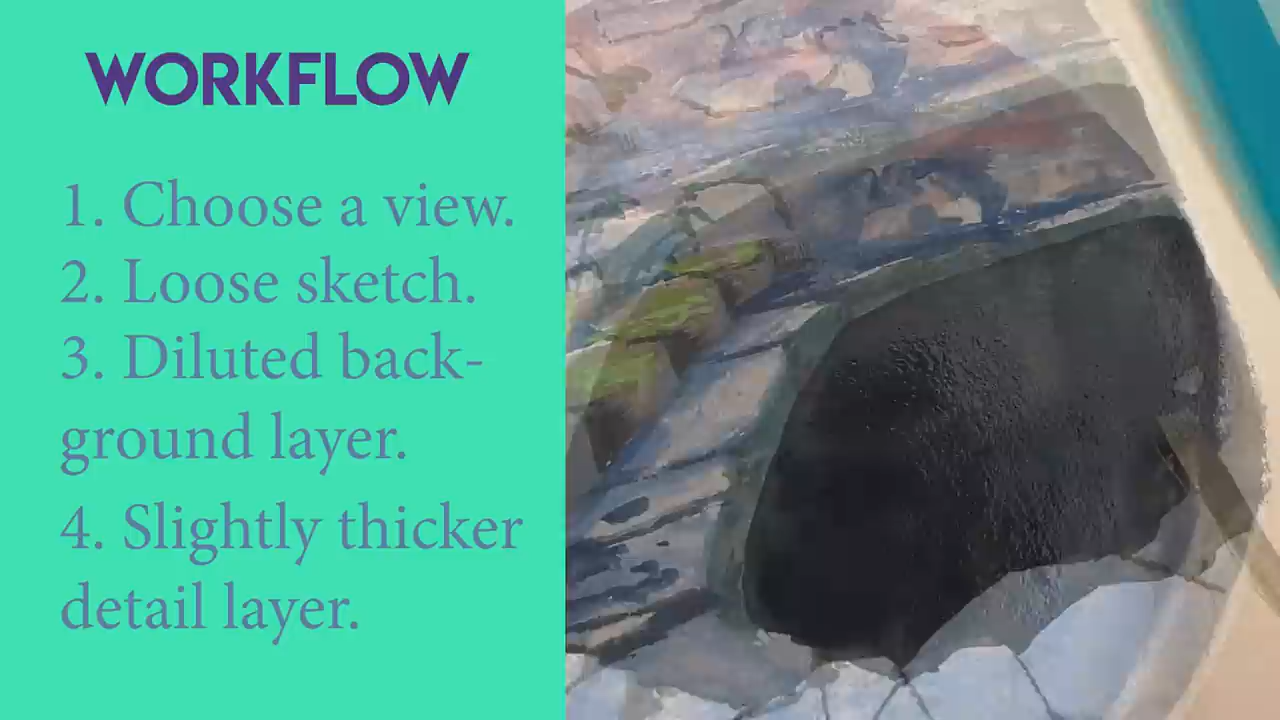 WORKFLOW
1. Choose a view.
2. Loose sketch.
3. Diluted back-
ground layer.
4. Slightly thicker
detail layer.